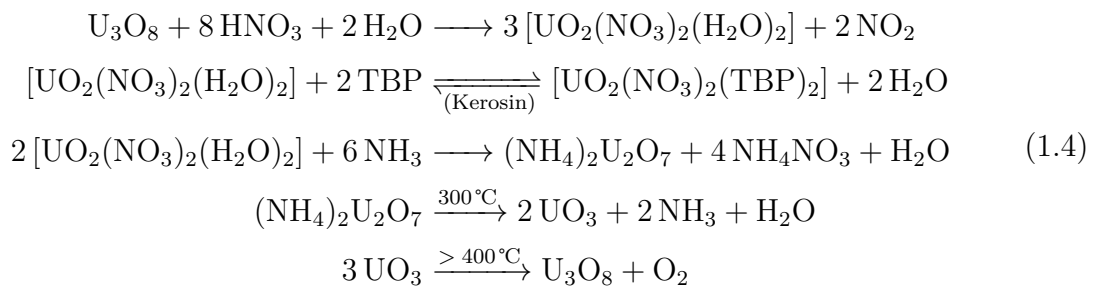 U₃O₈ + 8 HNO₃ + 2 H₂O ⟶ 3 [UO₂(NO₃)₂(H₂O)₂] + 2 NO₂
[UO₂(NO₃)₂(H₂O)₂] + 2 TBP ⇌ (Kerosin) [UO₂(NO₃)₂(TBP)₂] + 2 H₂O
2 [UO₂(NO₃)₂(H₂O)₂] + 6 NH₃ ⟶ (NH₄)₂U₂O₇ + 4 NH₄NO₃ + H₂O (1.4)
(NH₄)₂U₂O₇ ⟶ 300 °C 2 UO₃ + 2 NH₃ + H₂O
3 UO₃ ⟶ > 400 °C U₃O₈ + O₂